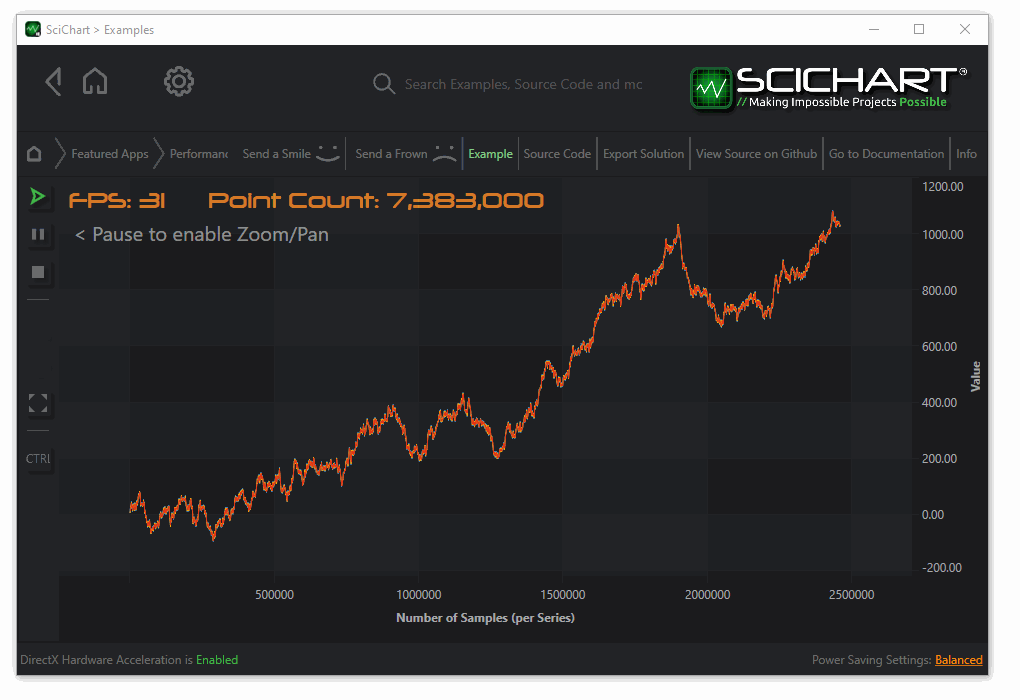 SciChart > Examples
Search Examples, Source Code and mc
SCICHART®
// Making Impossible Projects Possible
Featured Apps Performanc Send a Smile Send a Frown Example Source Code Export Solution View Source on Github Go to Documentation Info
FPS: 31 Point Count: 7,383,000
< Pause to enable Zoom/Pan
CTRL
1200.00
1000.00
800.00
600.00
400.00
200.00
0.00
-200.00
Value
500000 1000000 1500000 2000000 2500000
Number of Samples (per Series)
DirectX Hardware Acceleration is Enabled
Power Saving Settings: Balanced